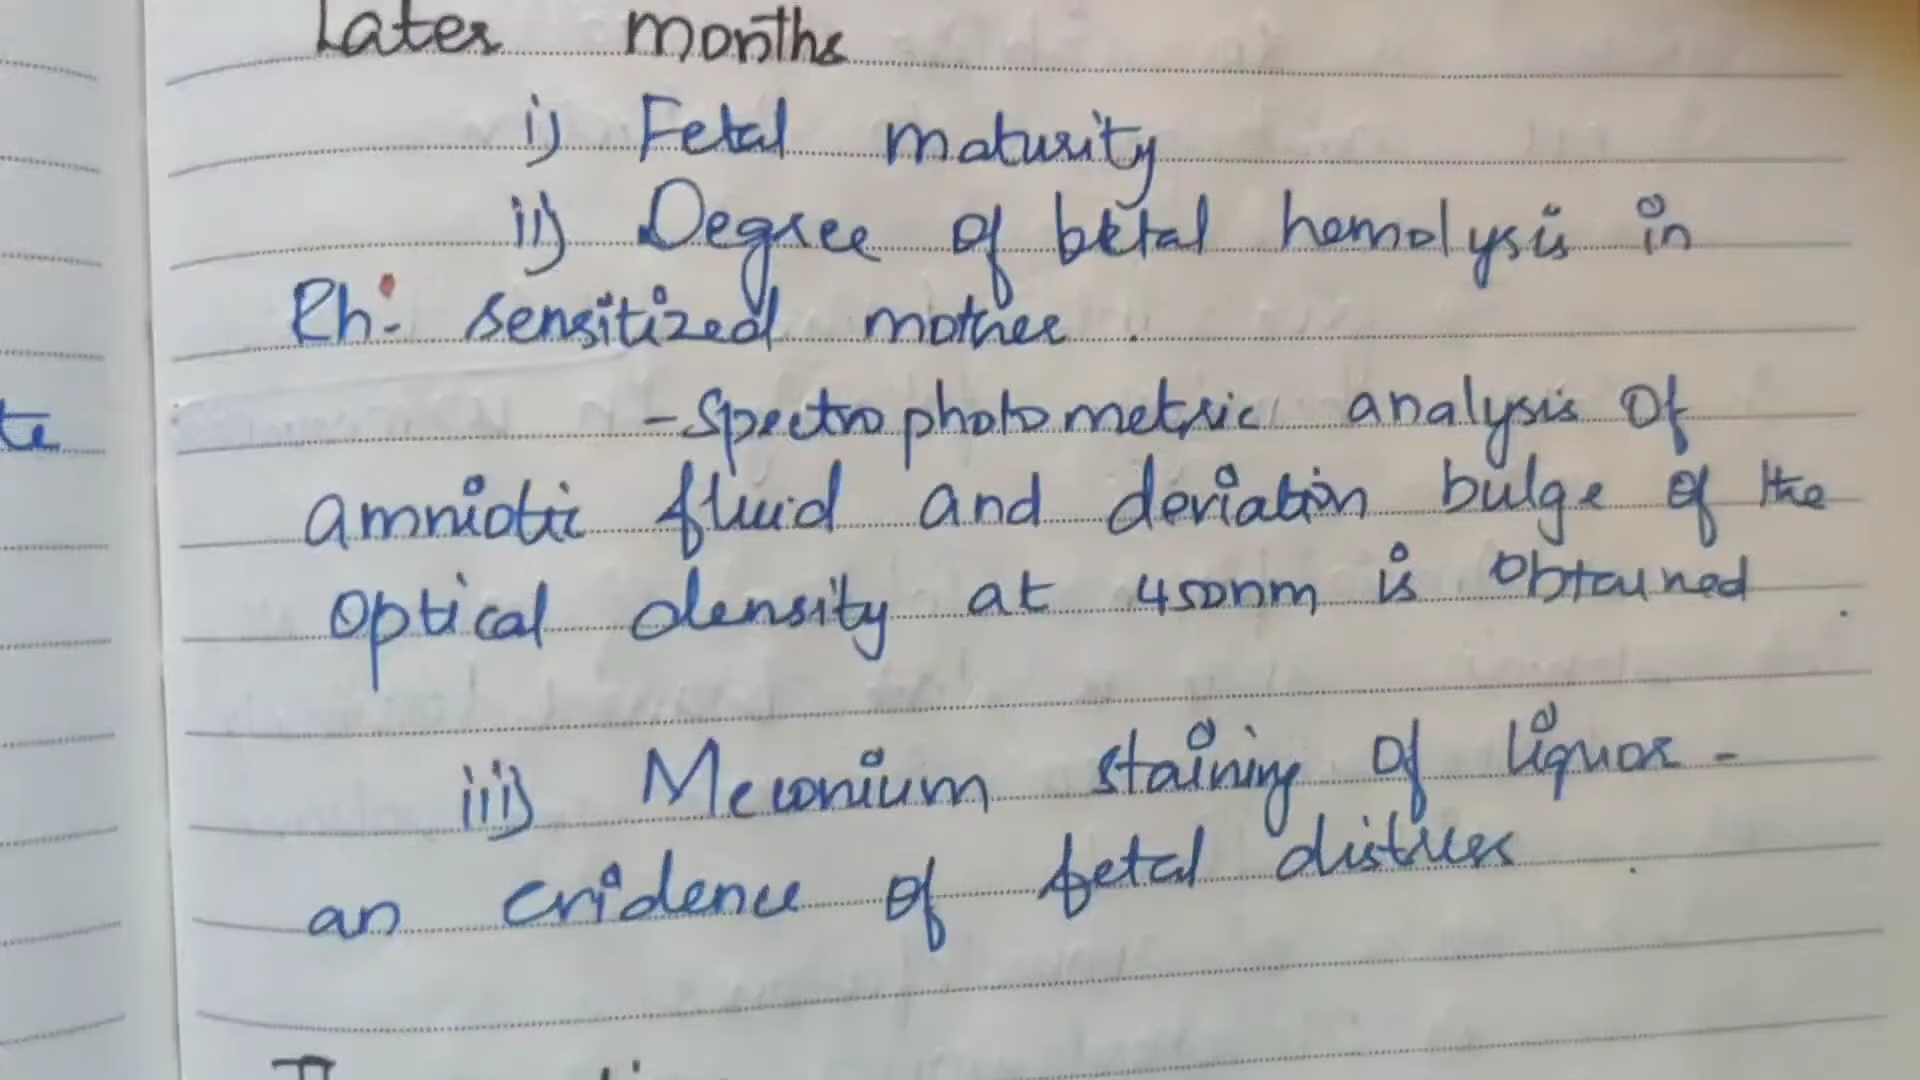 Later months
i) Fetal maturity
ii) Degree of fetal hemolysis in
Rh- sensitized mother.
- Spectrophotometric analysis of
amniotic fluid and deviation bulge of the
optical density at 450nm is obtained.
iii) Meconium staining of liquor -
an evidence of fetal distress.
te